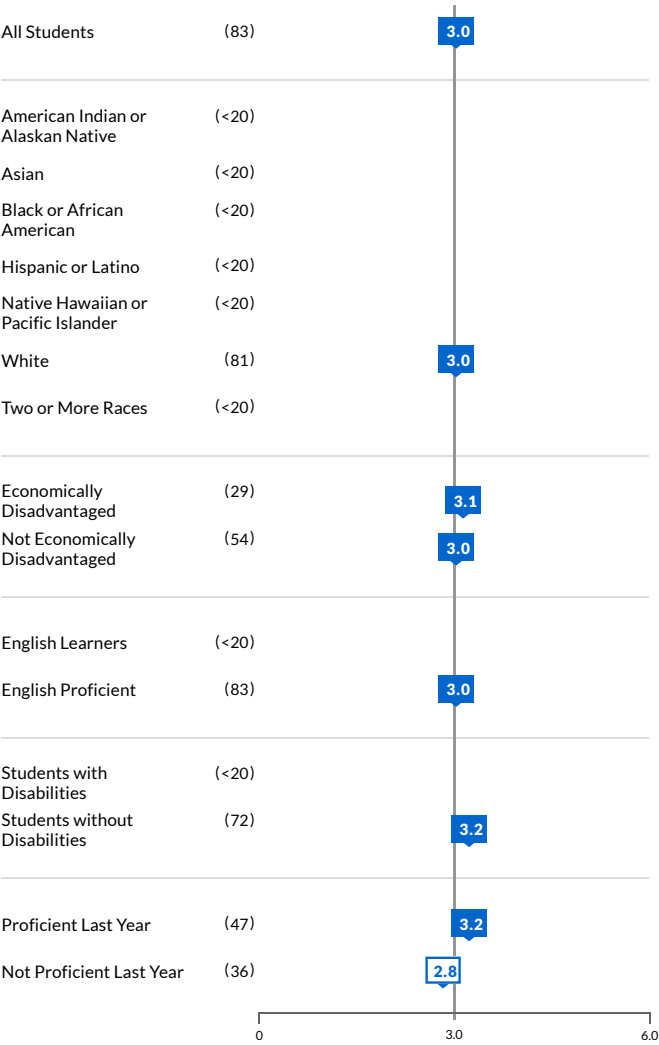 All Students (83) 3.0
American Indian or (<20)
Alaskan Native
Asian (<20)
Black or African (<20)
American
Hispanic or Latino (<20)
Native Hawaiian or (<20)
Pacific Islander
White (81) 3.0
Two or More Races (<20)
Economically (29) 3.1
Disadvantaged
Not Economically (54) 3.0
Disadvantaged
English Learners (<20)
English Proficient (83) 3.0
Students with (<20)
Disabilities
Students without (72) 3.2
Disabilities
Proficient Last Year (47) 3.2
Not Proficient Last Year (36) 2.8
0 3.0 6.0